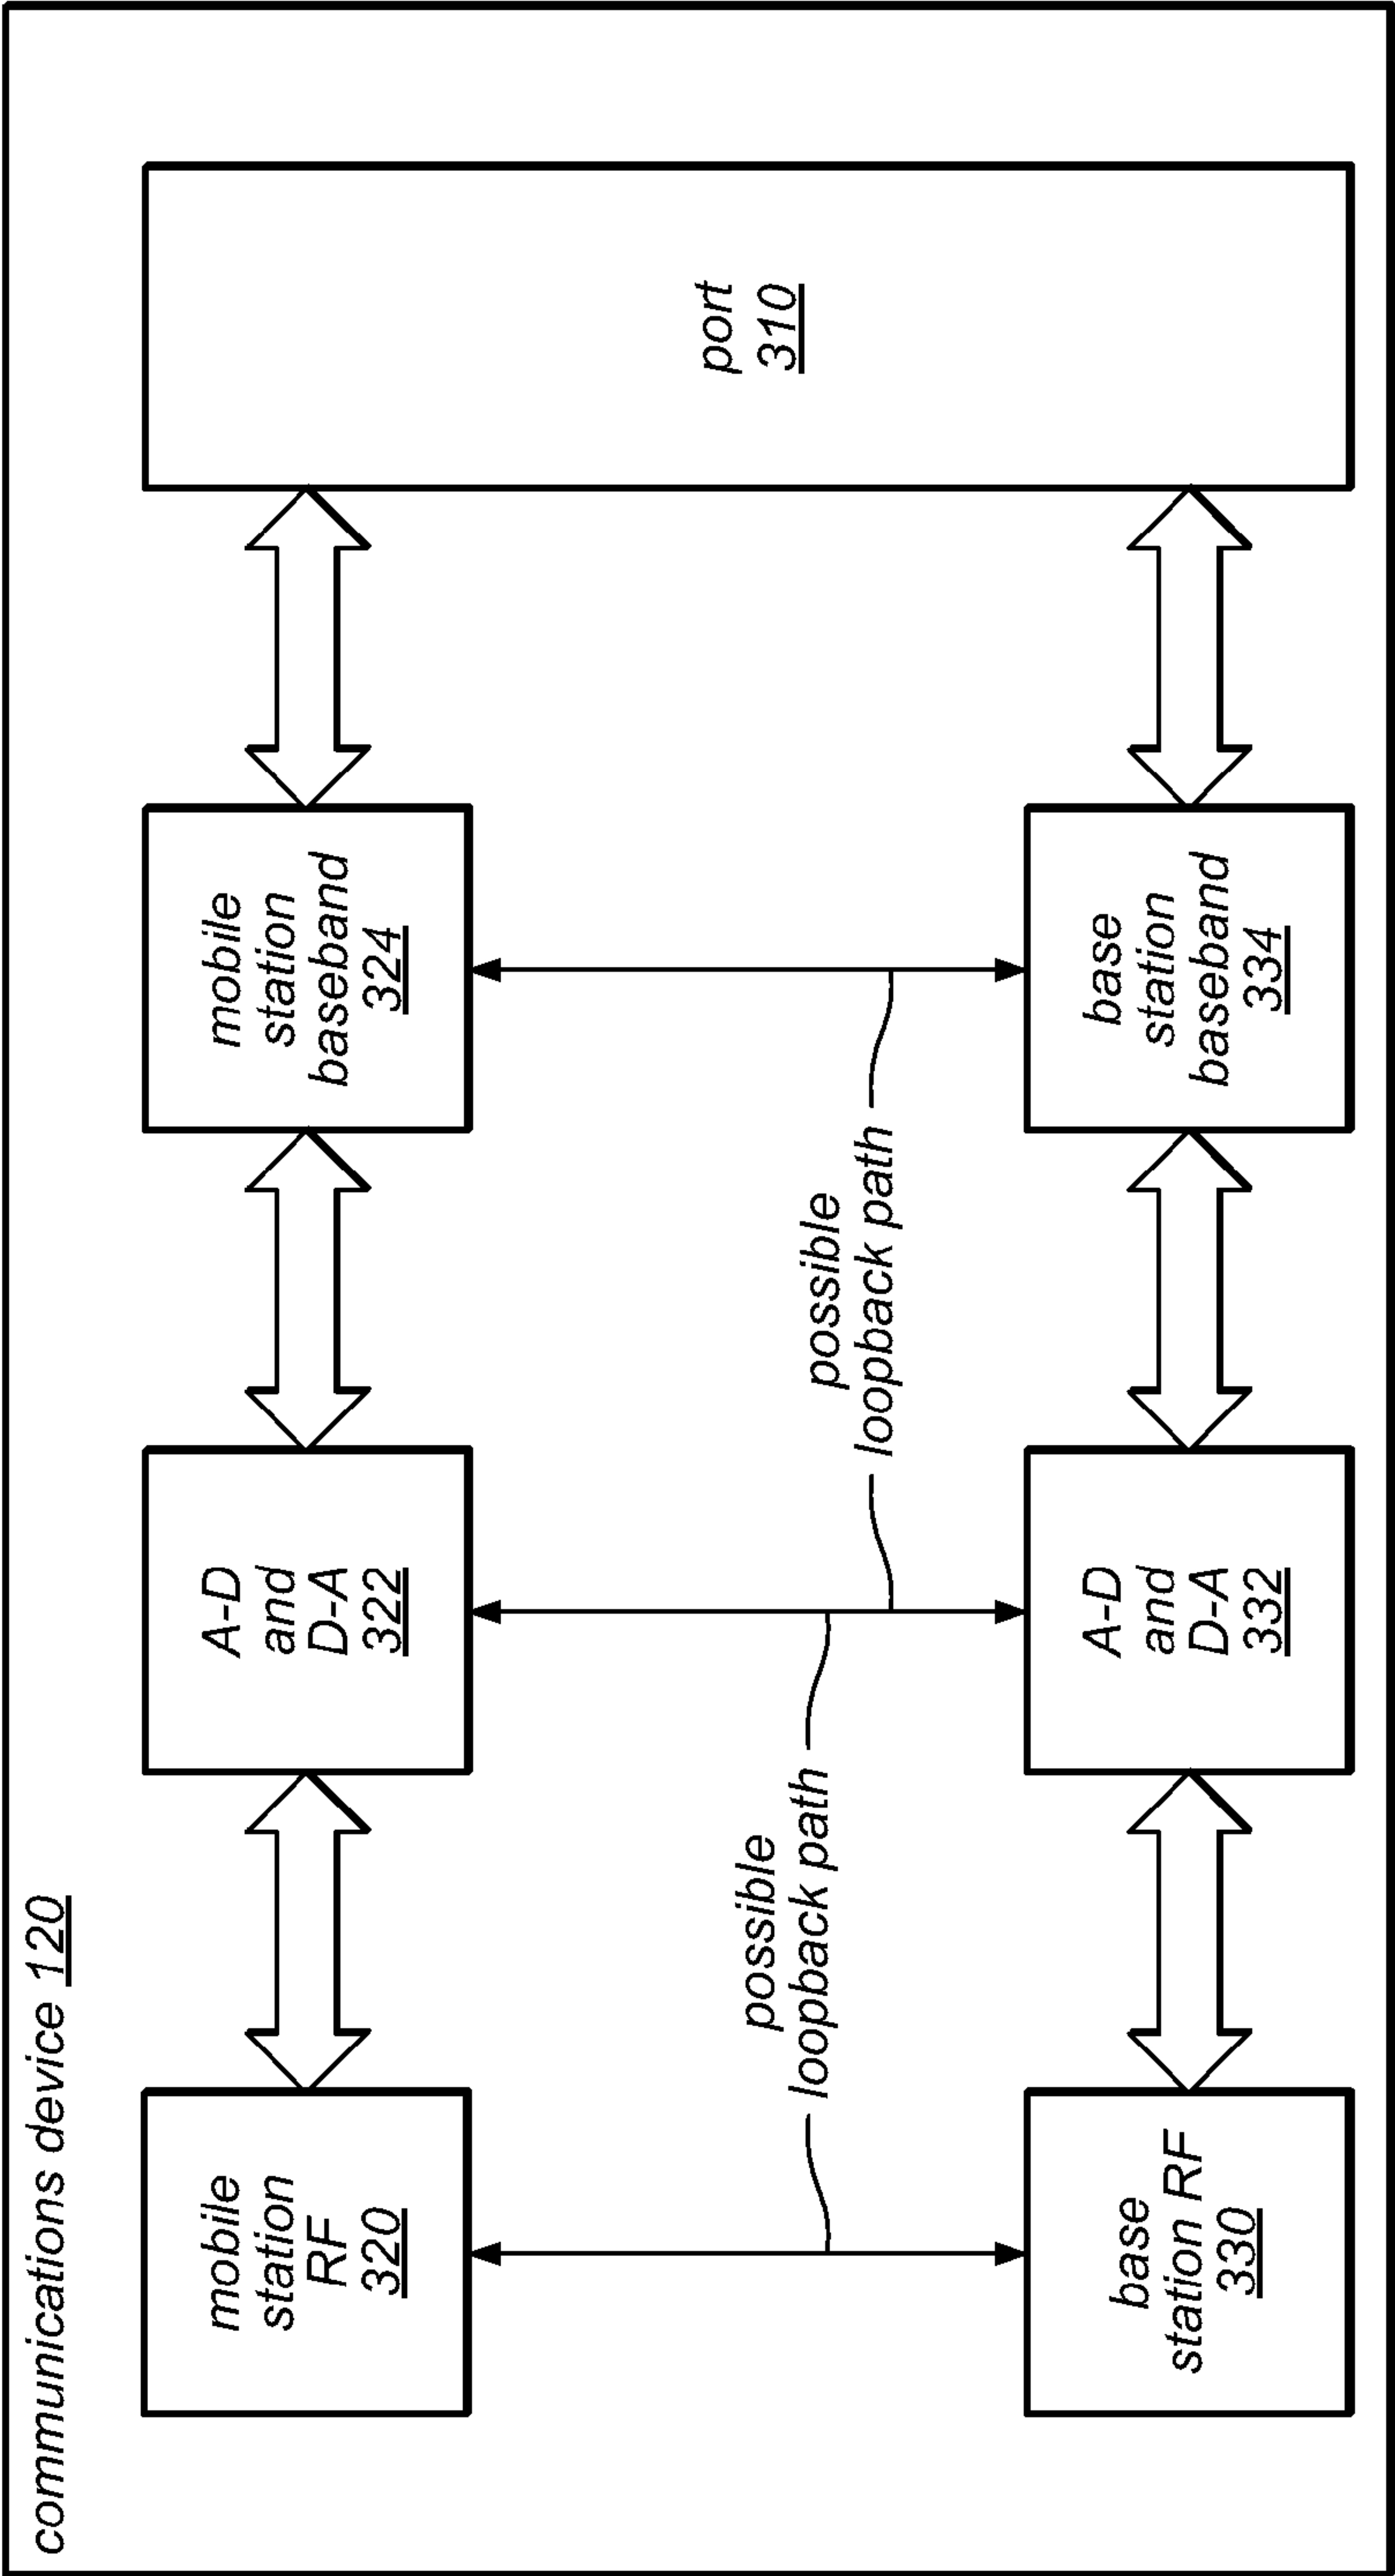 communications device 120
mobile
station
RF
320
A-D
and
D-A
322
mobile
station
baseband
324
port
310
possible
loopback path
possible
loopback path
base
station RF
330
A-D
and
D-A
332
base
station
baseband
334